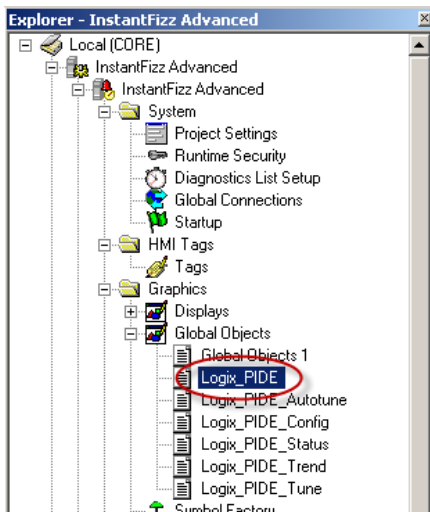 Explorer - InstantFizz Advanced
Local (CORE)
InstantFizz Advanced
InstantFizz Advanced
System
Project Settings
Runtime Security
Diagnostics List Setup
Global Connections
Startup
HMI Tags
Tags
Graphics
Displays
Global Objects
Global Objects 1
Logix_PIDE
Logix_PIDE_Autotune
Logix_PIDE_Config
Logix_PIDE_Status
Logix_PIDE_Trend
Logix_PIDE_Tune
Symbol Factory